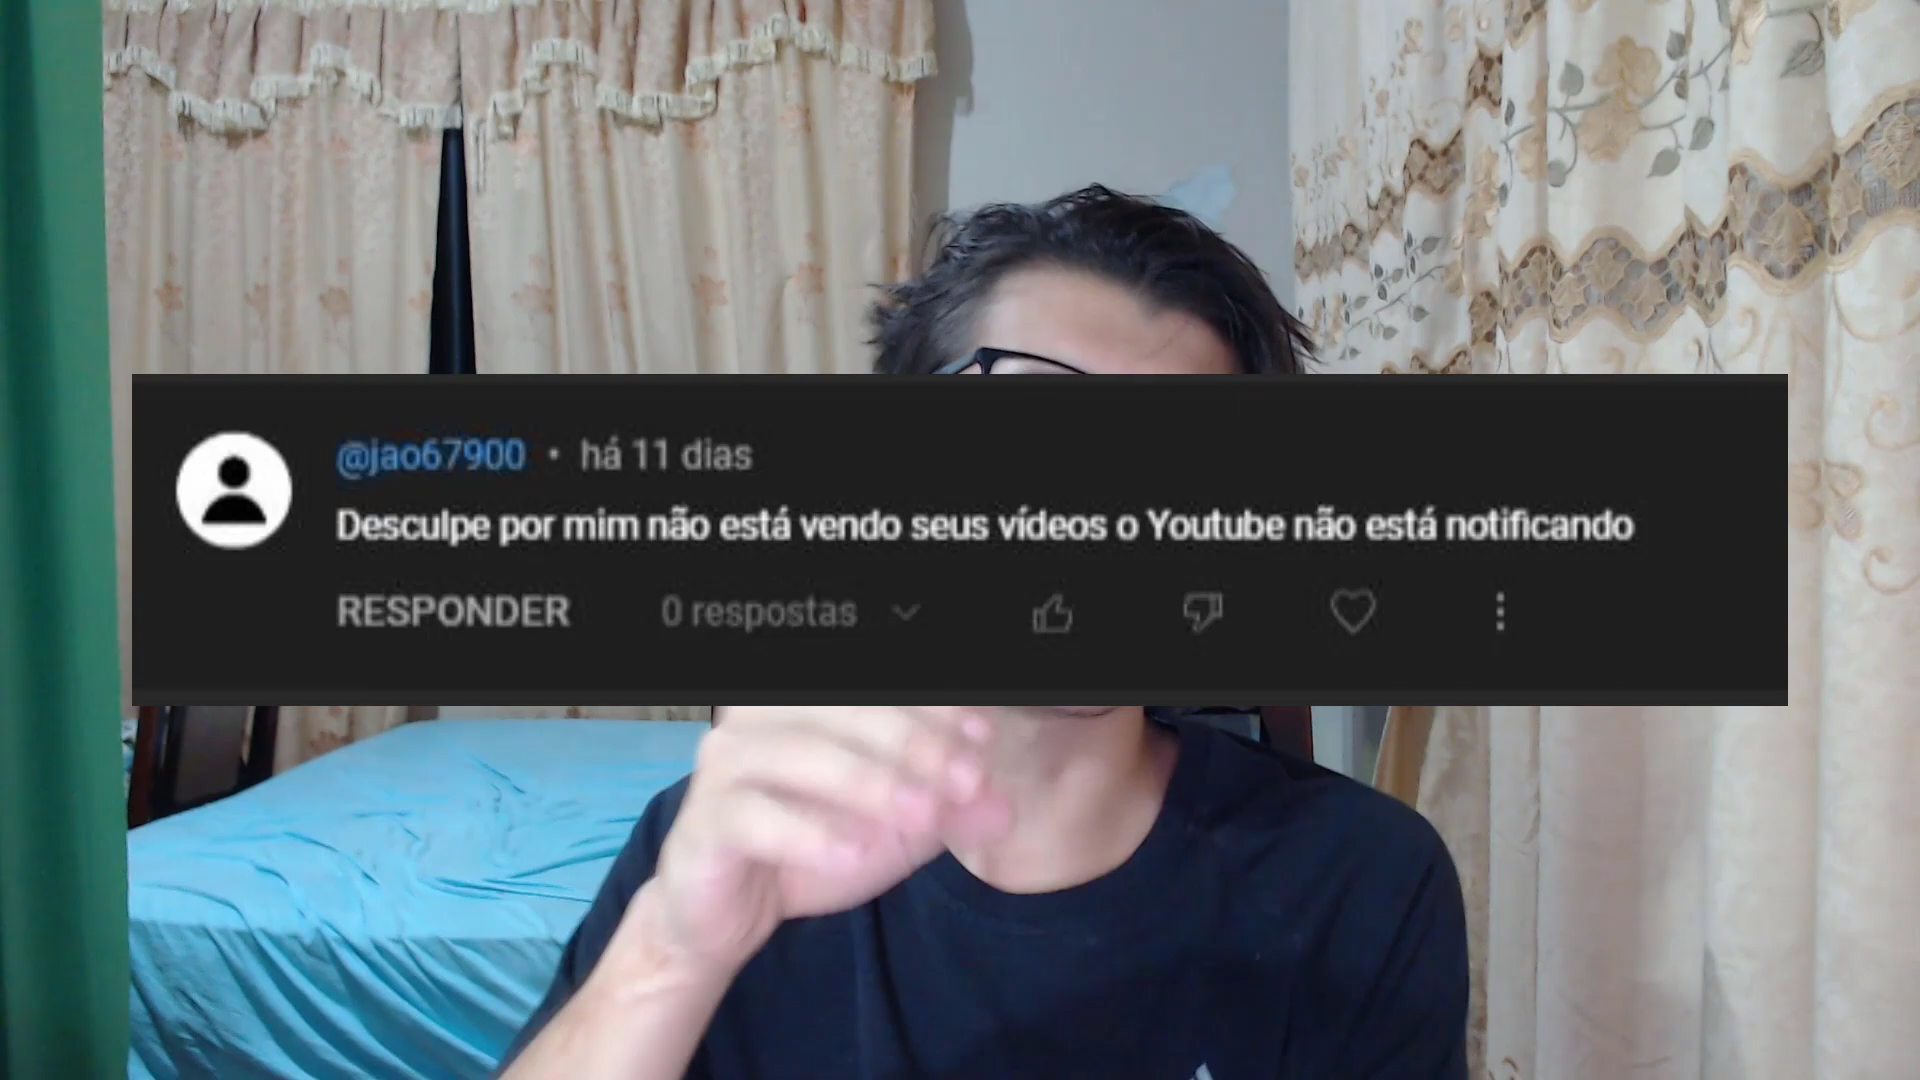 @jao67900 • há 11 dias
Desculpe por mim não está vendo seus vídeos o Youtube não está notificando
RESPONDER 0 respostas